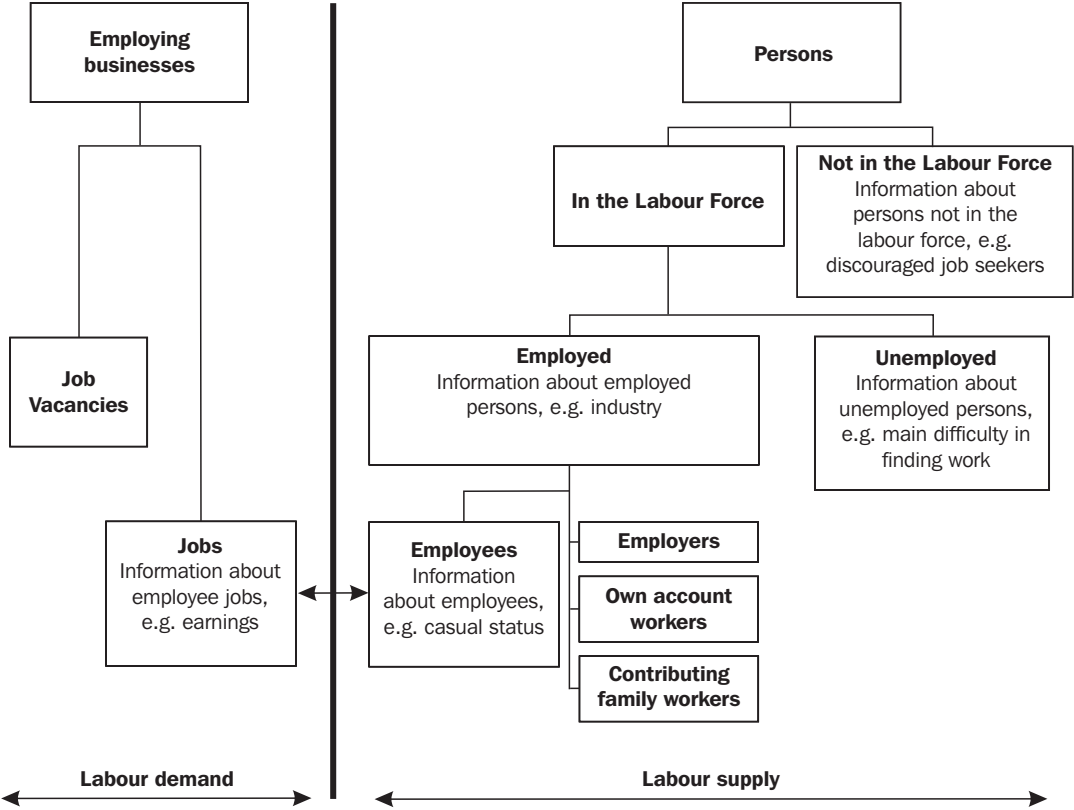 Employing
businesses
Persons
In the Labour Force
Not in the Labour Force
Information about
persons not in the
labour force, e.g.
discouraged job seekers
Job
Vacancies
Employed
Information about employed
persons, e.g. industry
Unemployed
Information about
unemployed persons,
e.g. main difficulty in
finding work
Jobs
Information about
employee jobs,
e.g. earnings
Employees
Information
about employees,
e.g. casual status
Employers
Own account
workers
Contributing
family workers
Labour demand
Labour supply